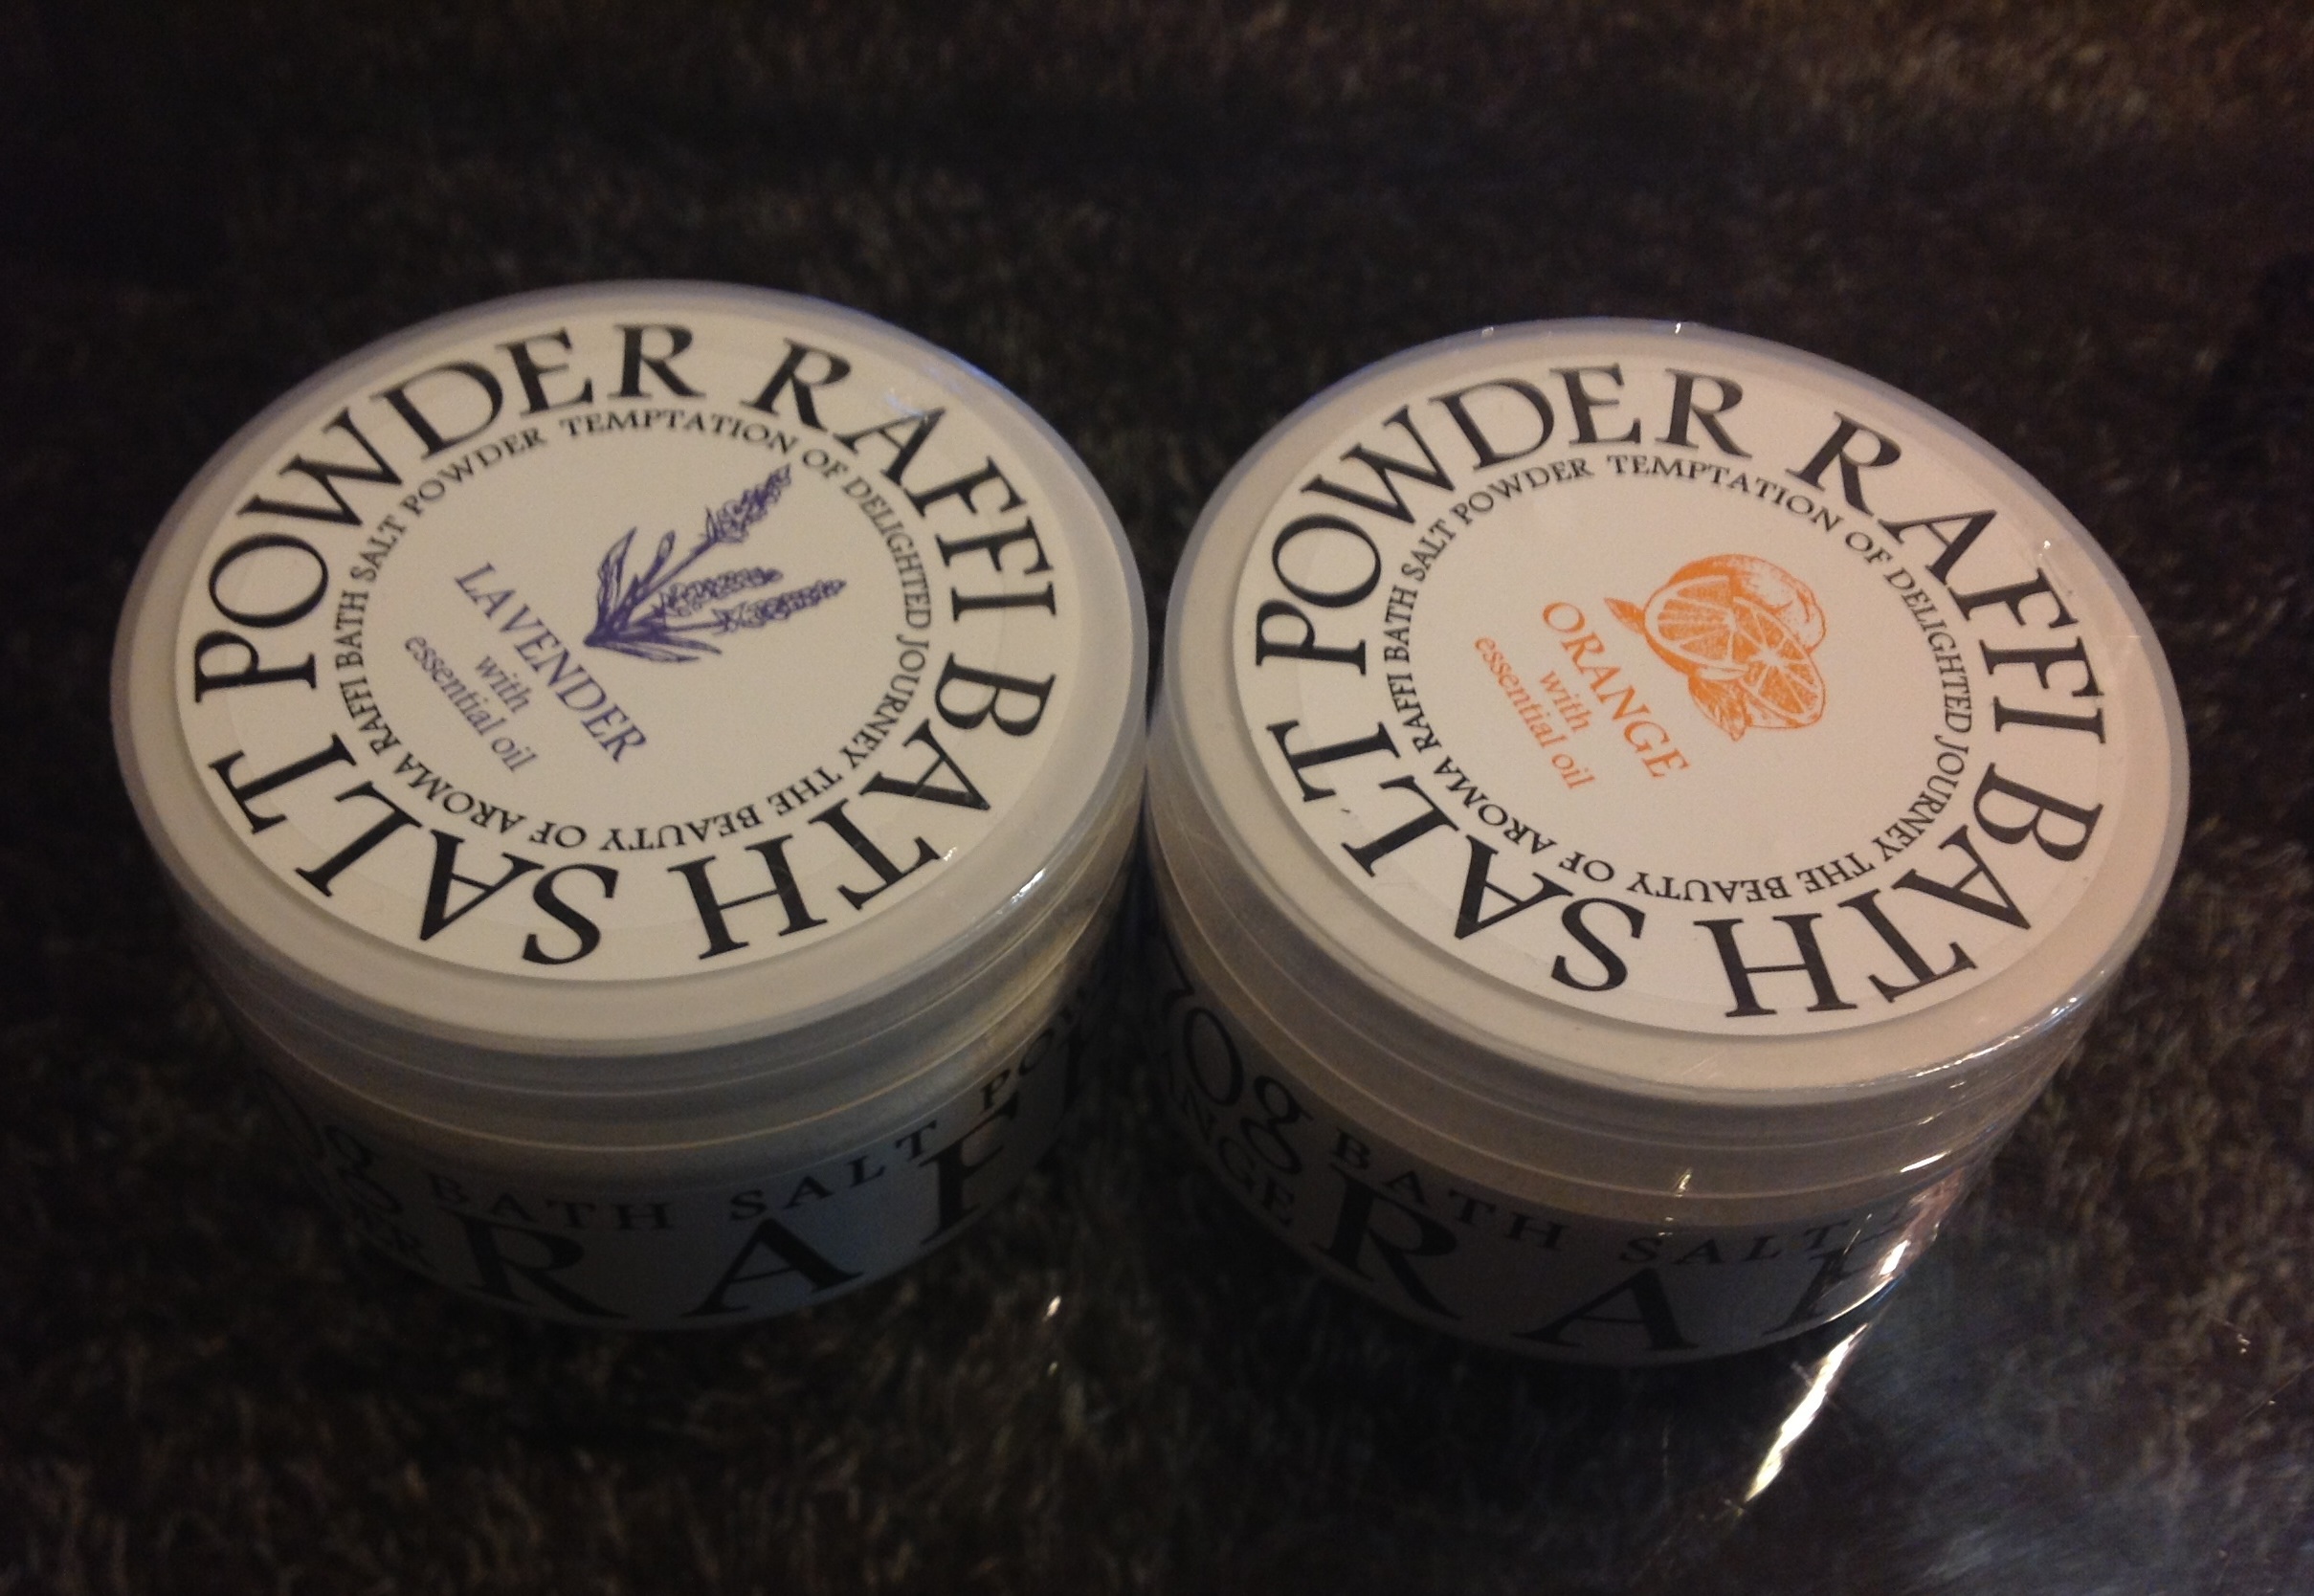 RAFFI BATH SALT POWDER
TEMPTATION OF DELIGHTED JOURNEY THE BEAUTY OF AROMA RAFFI BATH SALT POWDER
LAVENDER
with
essential oil
BATH SALT
RAFFI BATH SALT POWDER
TEMPTATION OF DELIGHTED JOURNEY THE BEAUTY OF AROMA RAFFI BATH SALT POWDER
ORANGE
with
essential oil
BATH SALT